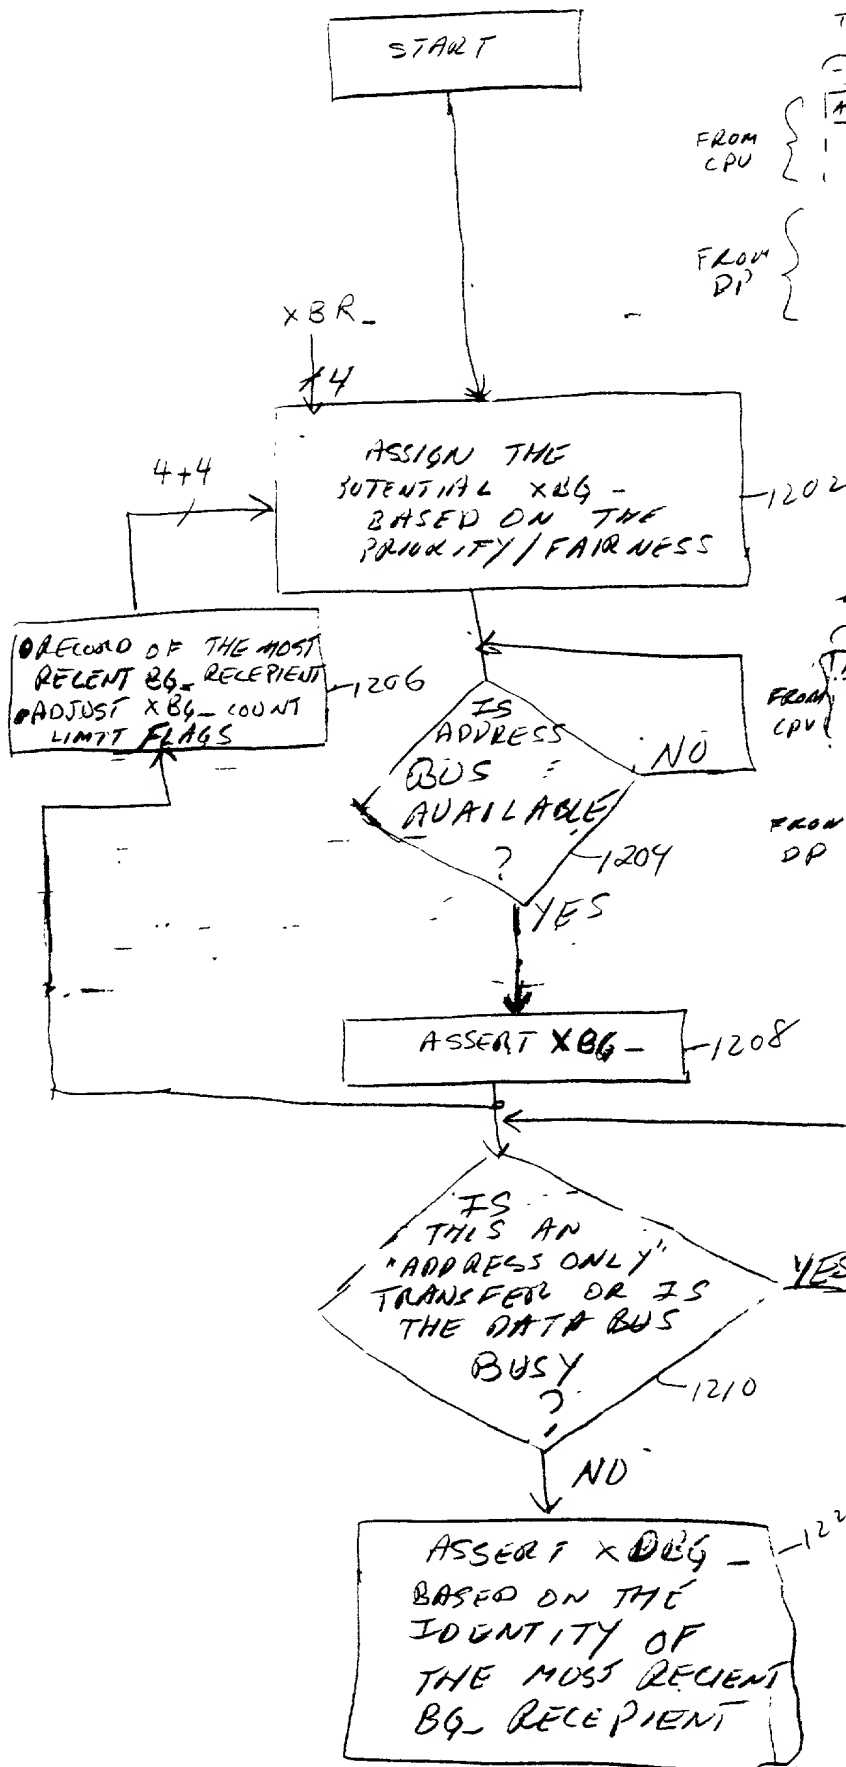 START
FROM
CPU
FROM
DP
XBR_
4
ASSIGN THE
POTENTIAL XBG_
BASED ON THE
PRIORITY/FAIRNESS
1202
4+4
RECORD OF THE MOST
RECENT BG_ RECEPIENT
ADJUST XBG_ COUNT
LIMIT FLAGS
1206
IS
ADDRESS
BUS
AVAILABLE
?
1204
NO
YES
FROM
CPU
FROM
DP
ASSERT XBG_
1208
IS
THIS AN
"ADDRESS ONLY"
TRANSFER OR IS
THE DATA BUS
BUSY
?
1210
YES
NO
ASSERT XDBG_
BASED ON THE
IDENTITY OF
THE MOST RECIENT
BG_ RECEPIENT